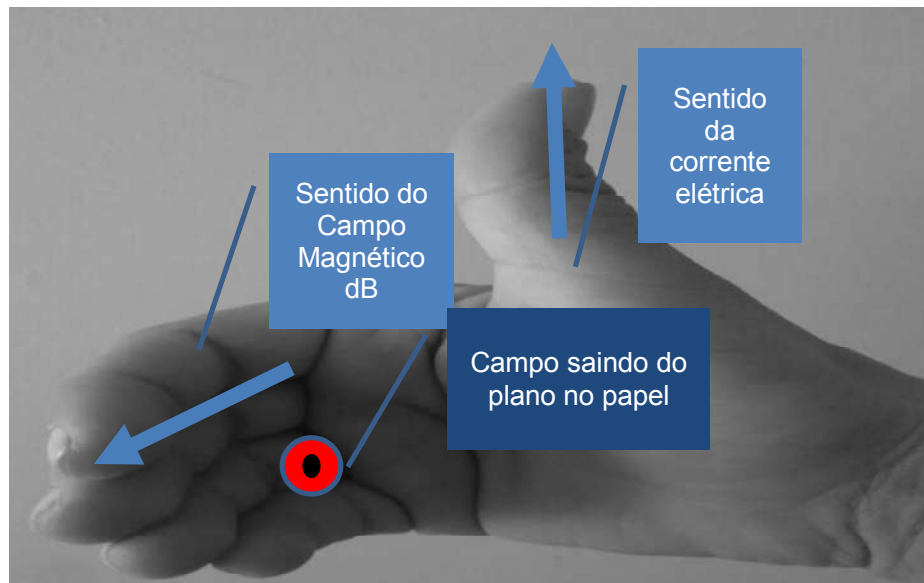 Sentido
da
corrente
elétrica
Sentido do
Campo
Magnético
dB
Campo saindo do
plano no papel